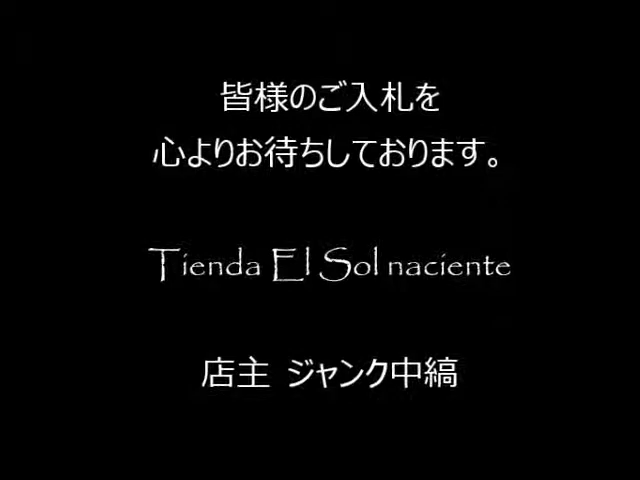 皆様のご入札を
心よりお待ちしております。
Tienda El Sol naciente
店主 ジャンク中縞